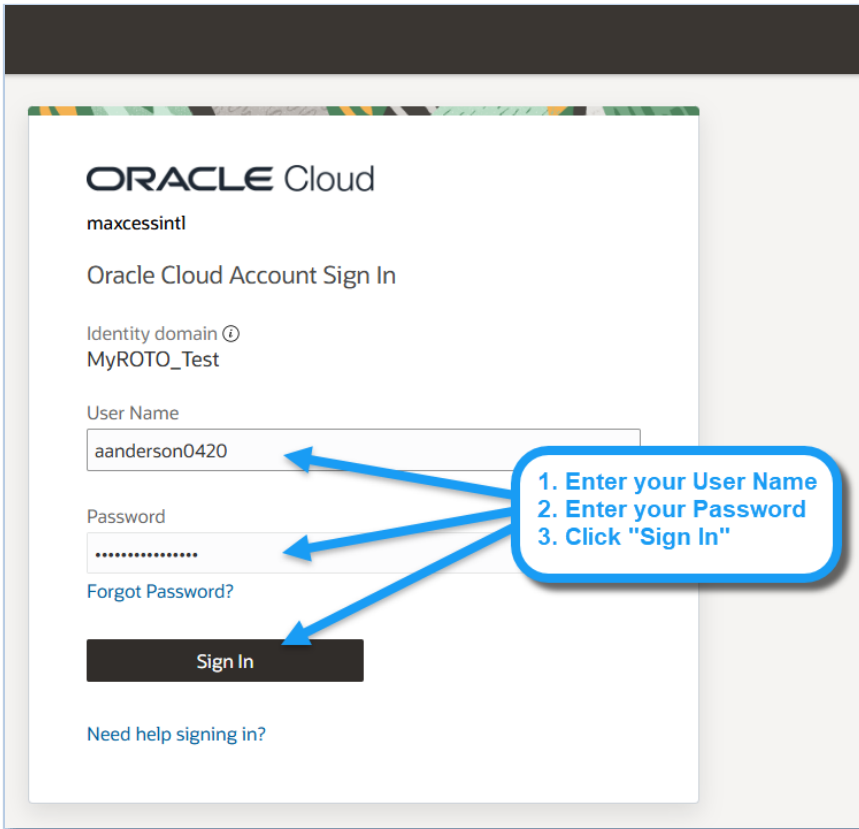 ORACLE Cloud
maxcessintl
Oracle Cloud Account Sign In
Identity domain
MyROTO_Test
User Name
aanderson0420
Password
••••••••••••••••
Forgot Password?
Sign In
Need help signing in?
1. Enter your User Name
2. Enter your Password
3. Click "Sign In"